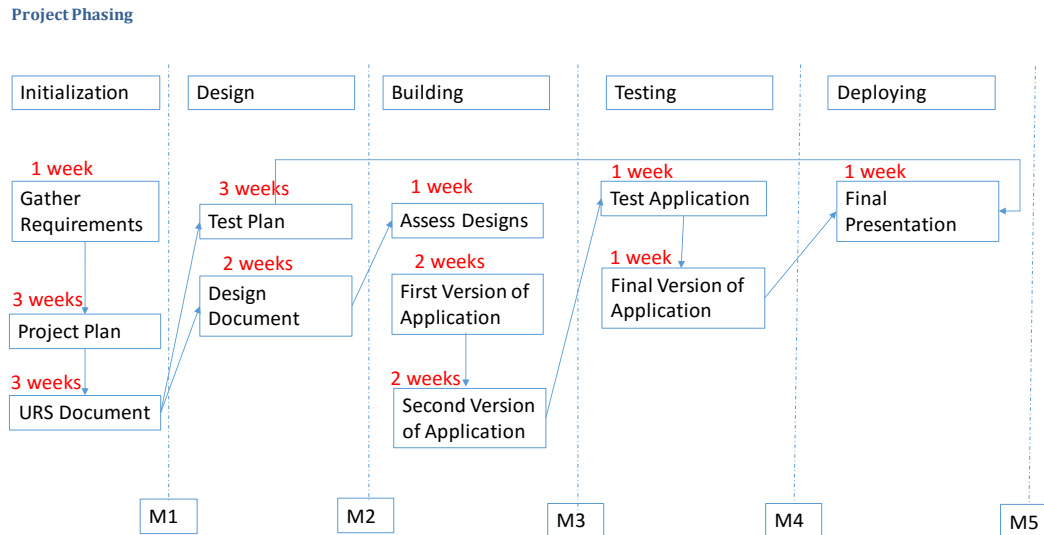 Project Phasing
Initialization
Design
Building
Testing
Deploying
1 week
Gather
Requirements
3 weeks
Project Plan
3 weeks
URS Document
3 weeks
Test Plan
2 weeks
Design
Document
1 week
Assess Designs
2 weeks
First Version of
Application
2 weeks
Second Version
of Application
1 week
Test Application
1 week
Final Version of
Application
1 week
Final
Presentation
M1
M2
M3
M4
M5